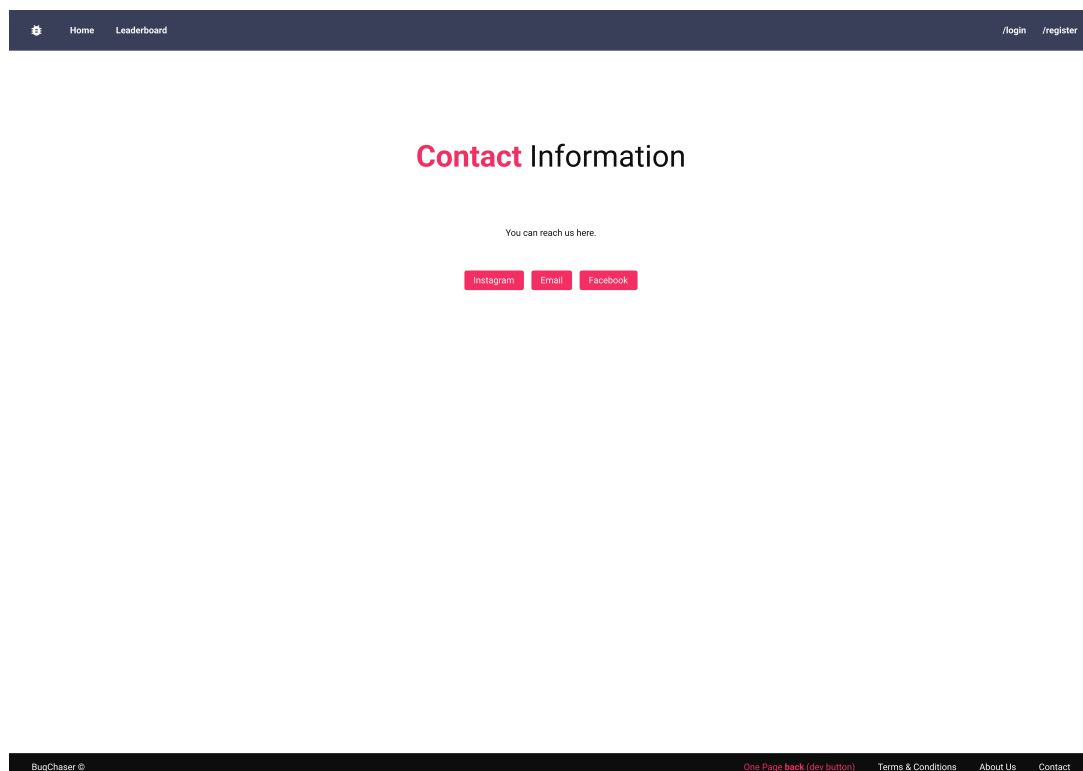 Home Leaderboard /login /register
Contact Information
You can reach us here.
Instagram Email Facebook
BugChaser © One Page back (dev button) Terms & Conditions About Us Contact